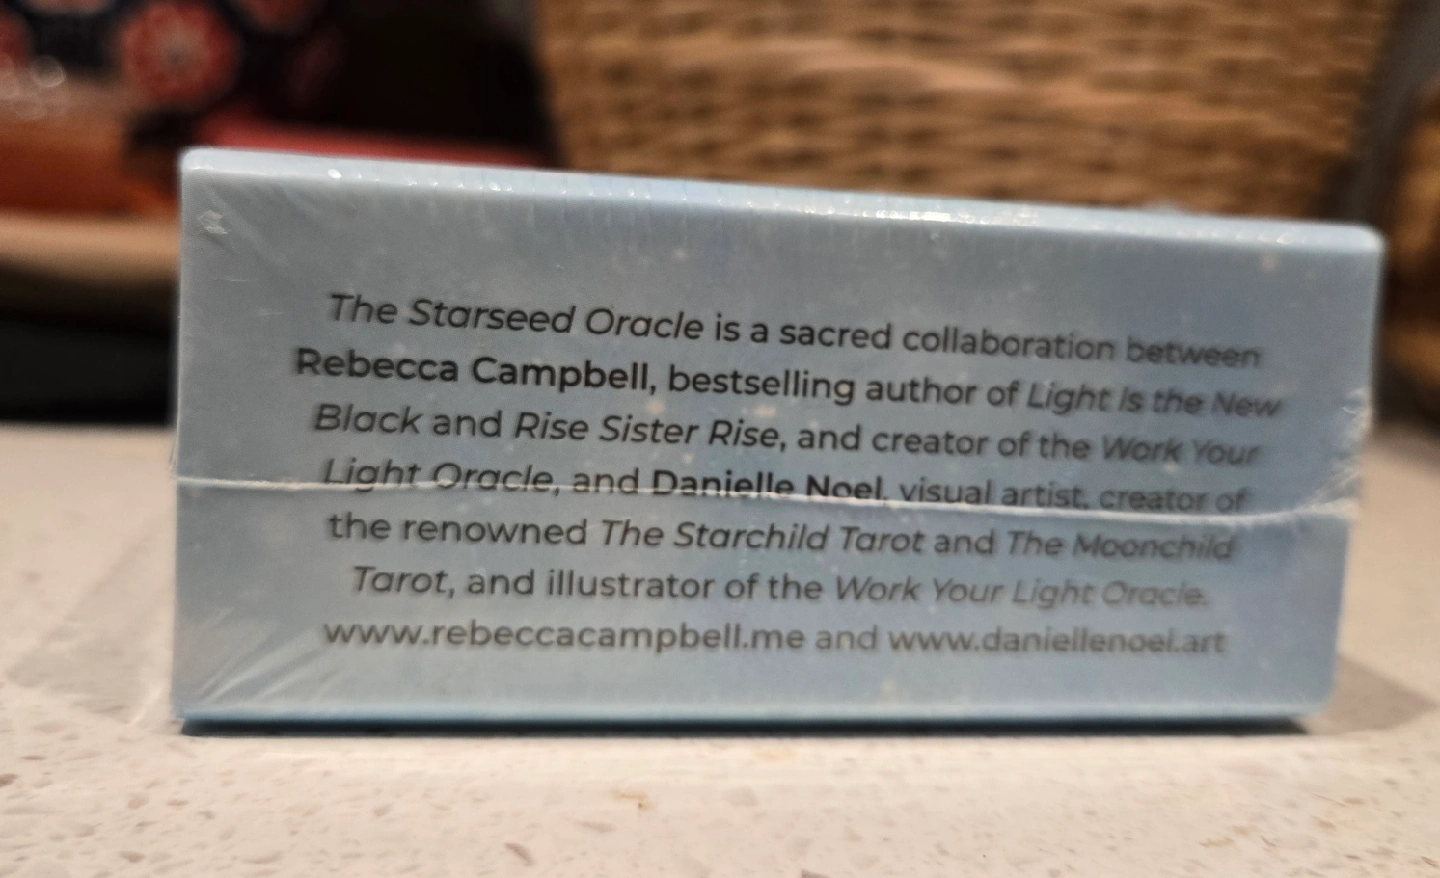 The Starseed Oracle is a sacred collaboration between
Rebecca Campbell, bestselling author of Light Is the New
Black and Rise Sister Rise, and creator of the Work Your
Light Oracle, and Danielle Noel, visual artist, creator of
the renowned The Starchild Tarot and The Moonchild
Tarot, and illustrator of the Work Your Light Oracle.
www.rebeccacampbell.me and www.daniellenoel.art